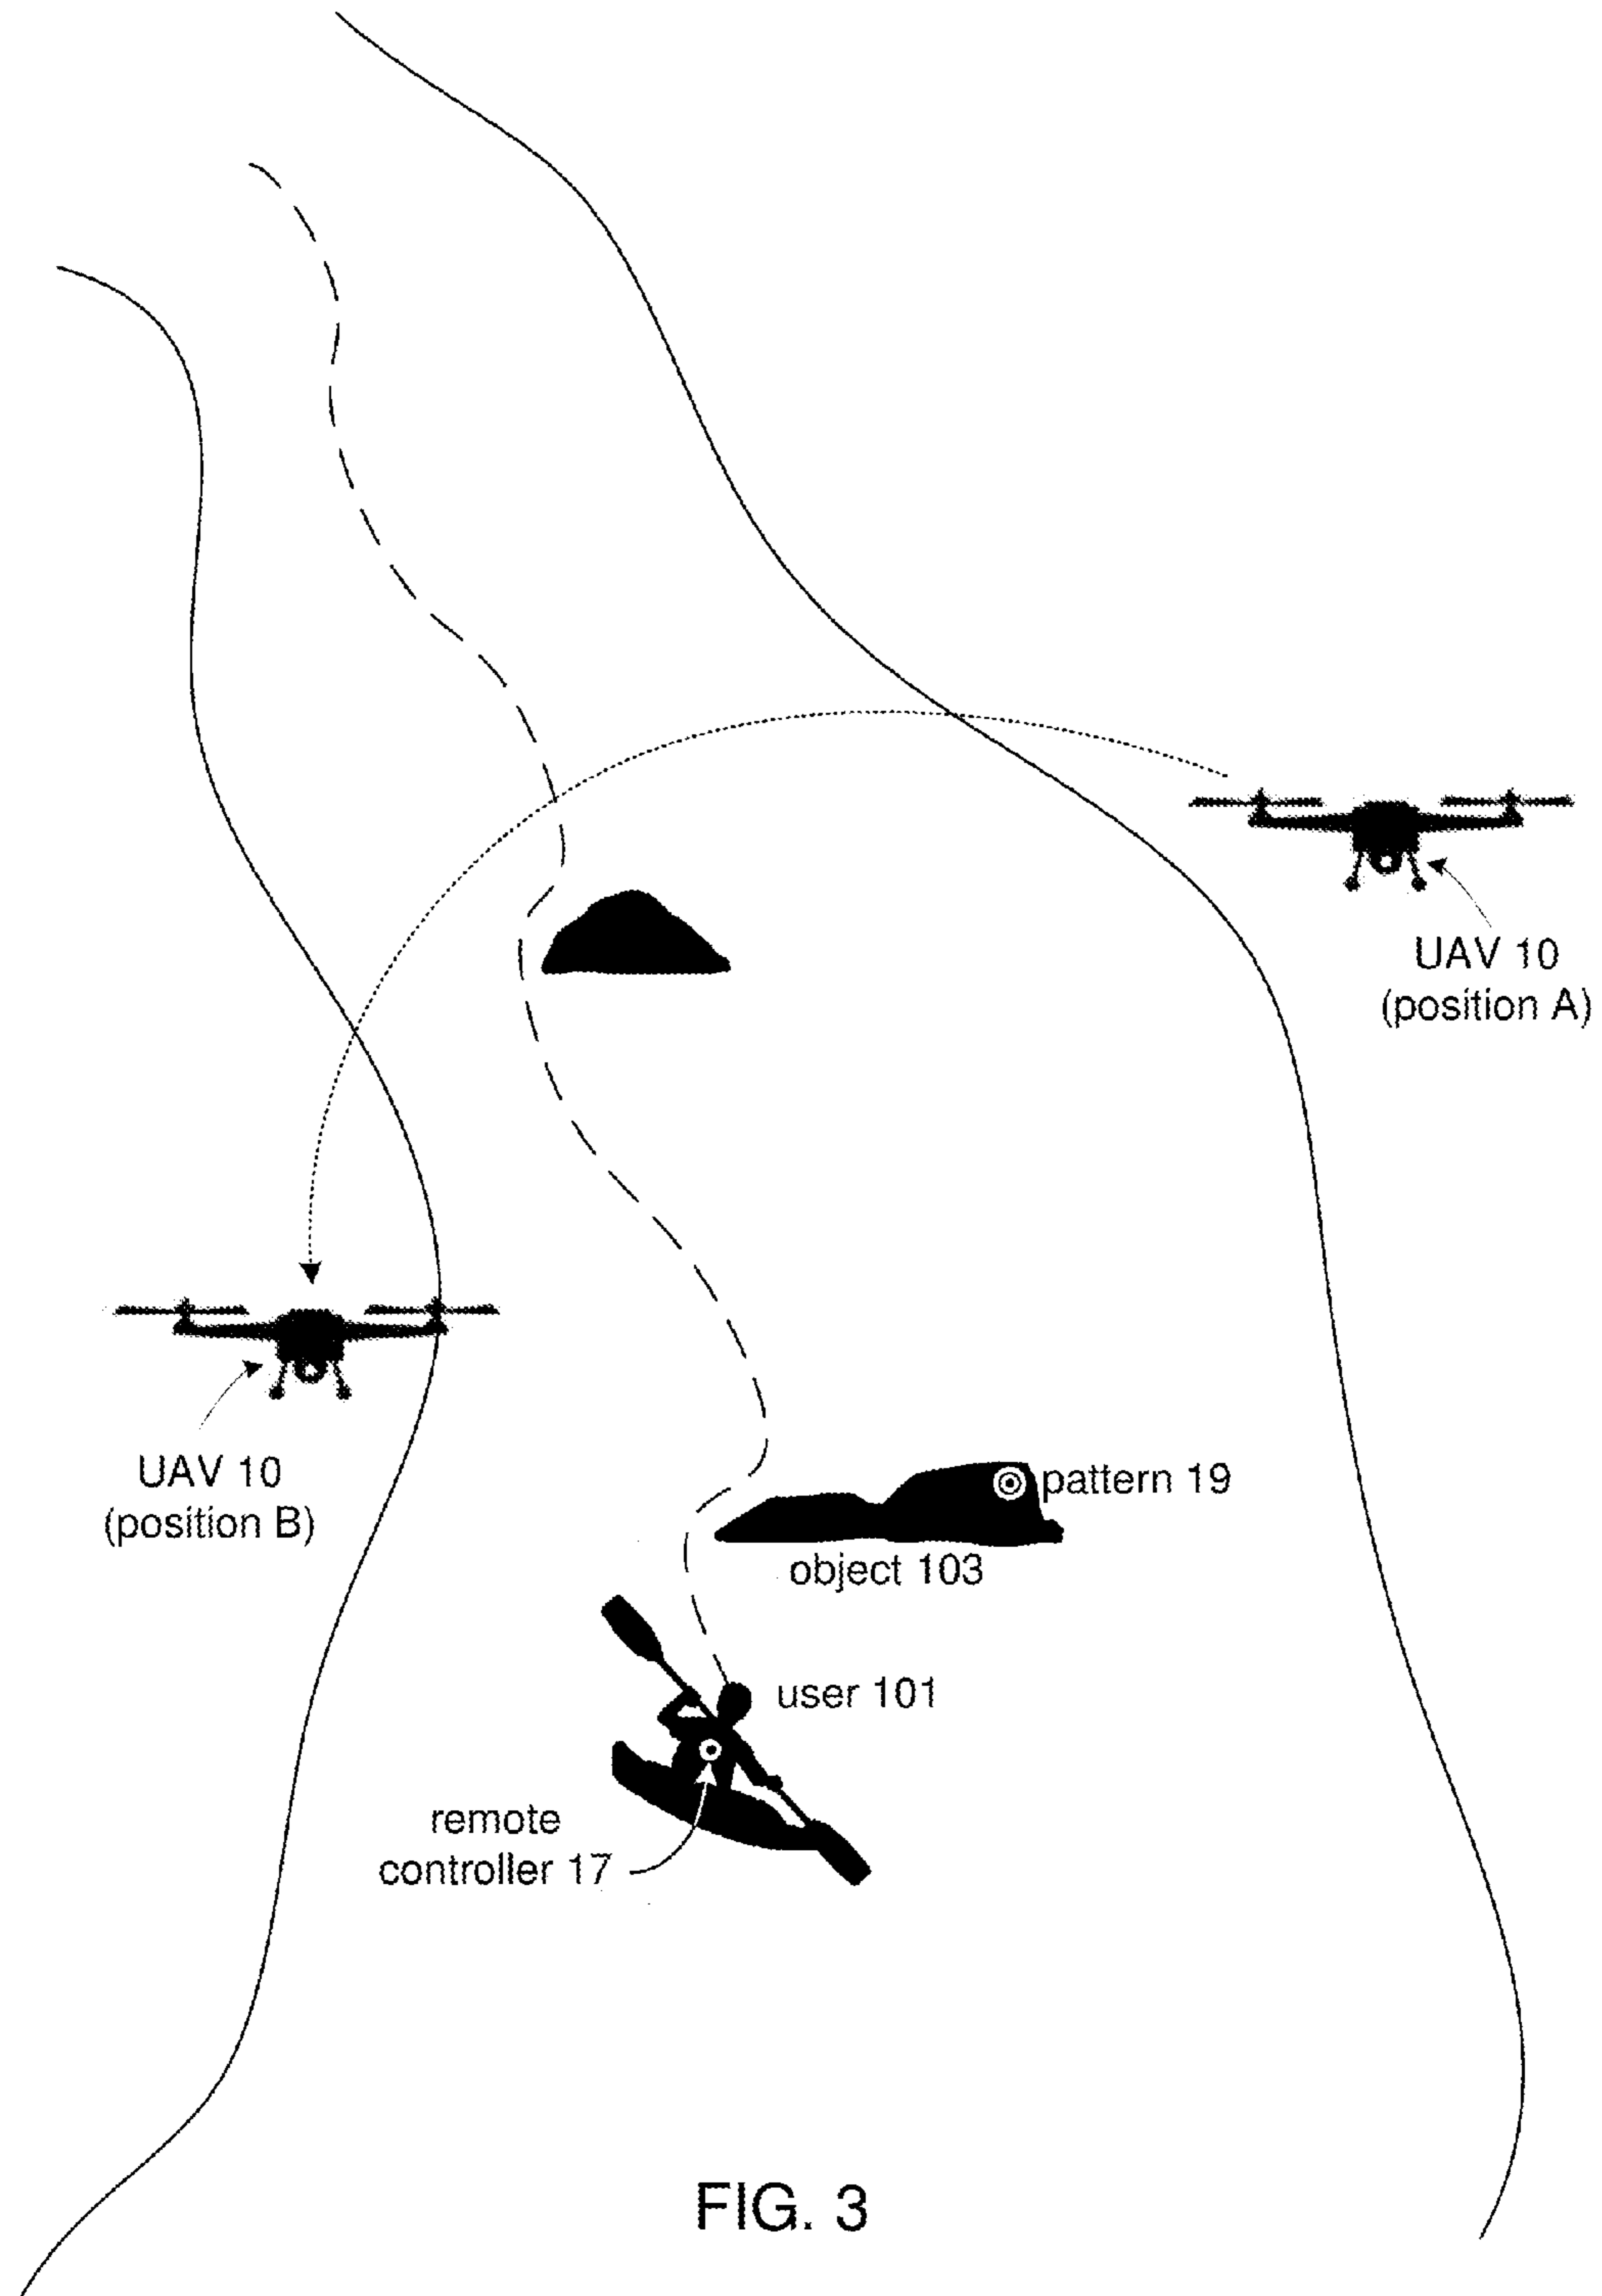 UAV 10
(position A)
UAV 10
(position B)
pattern 19
object 103
user 101
remote
controller 17
FIG. 3